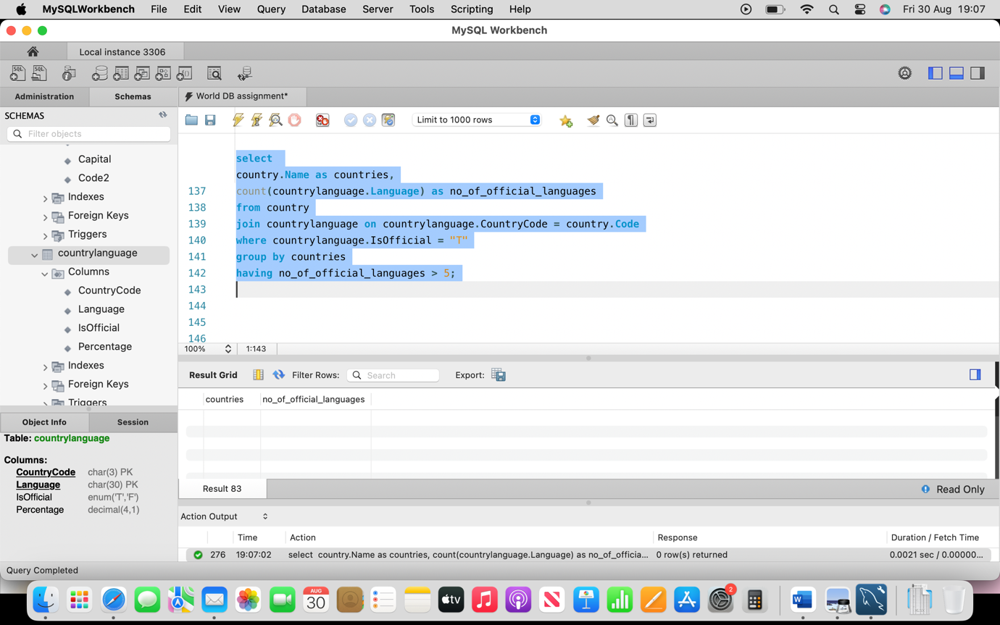 MySQLWorkbench File Edit View Query Database Server Tools Scripting Help Fri 30 Aug 19:07
MySQL Workbench
Local instance 3306
Administration Schemas World DB assignment*
SCHEMAS
Filter objects
Limit to 1000 rows
Capital
Code2
Indexes
Foreign Keys
Triggers
countrylanguage
Columns
CountryCode
Language
IsOfficial
Percentage
Indexes
Foreign Keys
Triggers
select
country.Name as countries,
137 count(countrylanguage.Language) as no_of_official_languages
138 from country
139 join countrylanguage on countrylanguage.CountryCode = country.Code
140 where countrylanguage.IsOfficial = "T"
141 group by countries
142 having no_of_official_languages > 5;
143
144
145
146
100% 1:143
Result Grid Filter Rows: Search Export:
countries no_of_official_languages
Result 83 Read Only
Object Info Session
Table: countrylanguage
Columns:
CountryCode char(3) PK
Language char(30) PK
IsOfficial enum('T','F')
Percentage decimal(4,1)
Action Output
Time Action Response Duration / Fetch Time
276 19:07:02 select country.Name as countries, count(countrylanguage.Language) as no_of_officia... 0 row(s) returned 0.0021 sec / 0.00000...
Query Completed
AUG
30
tv
2
W